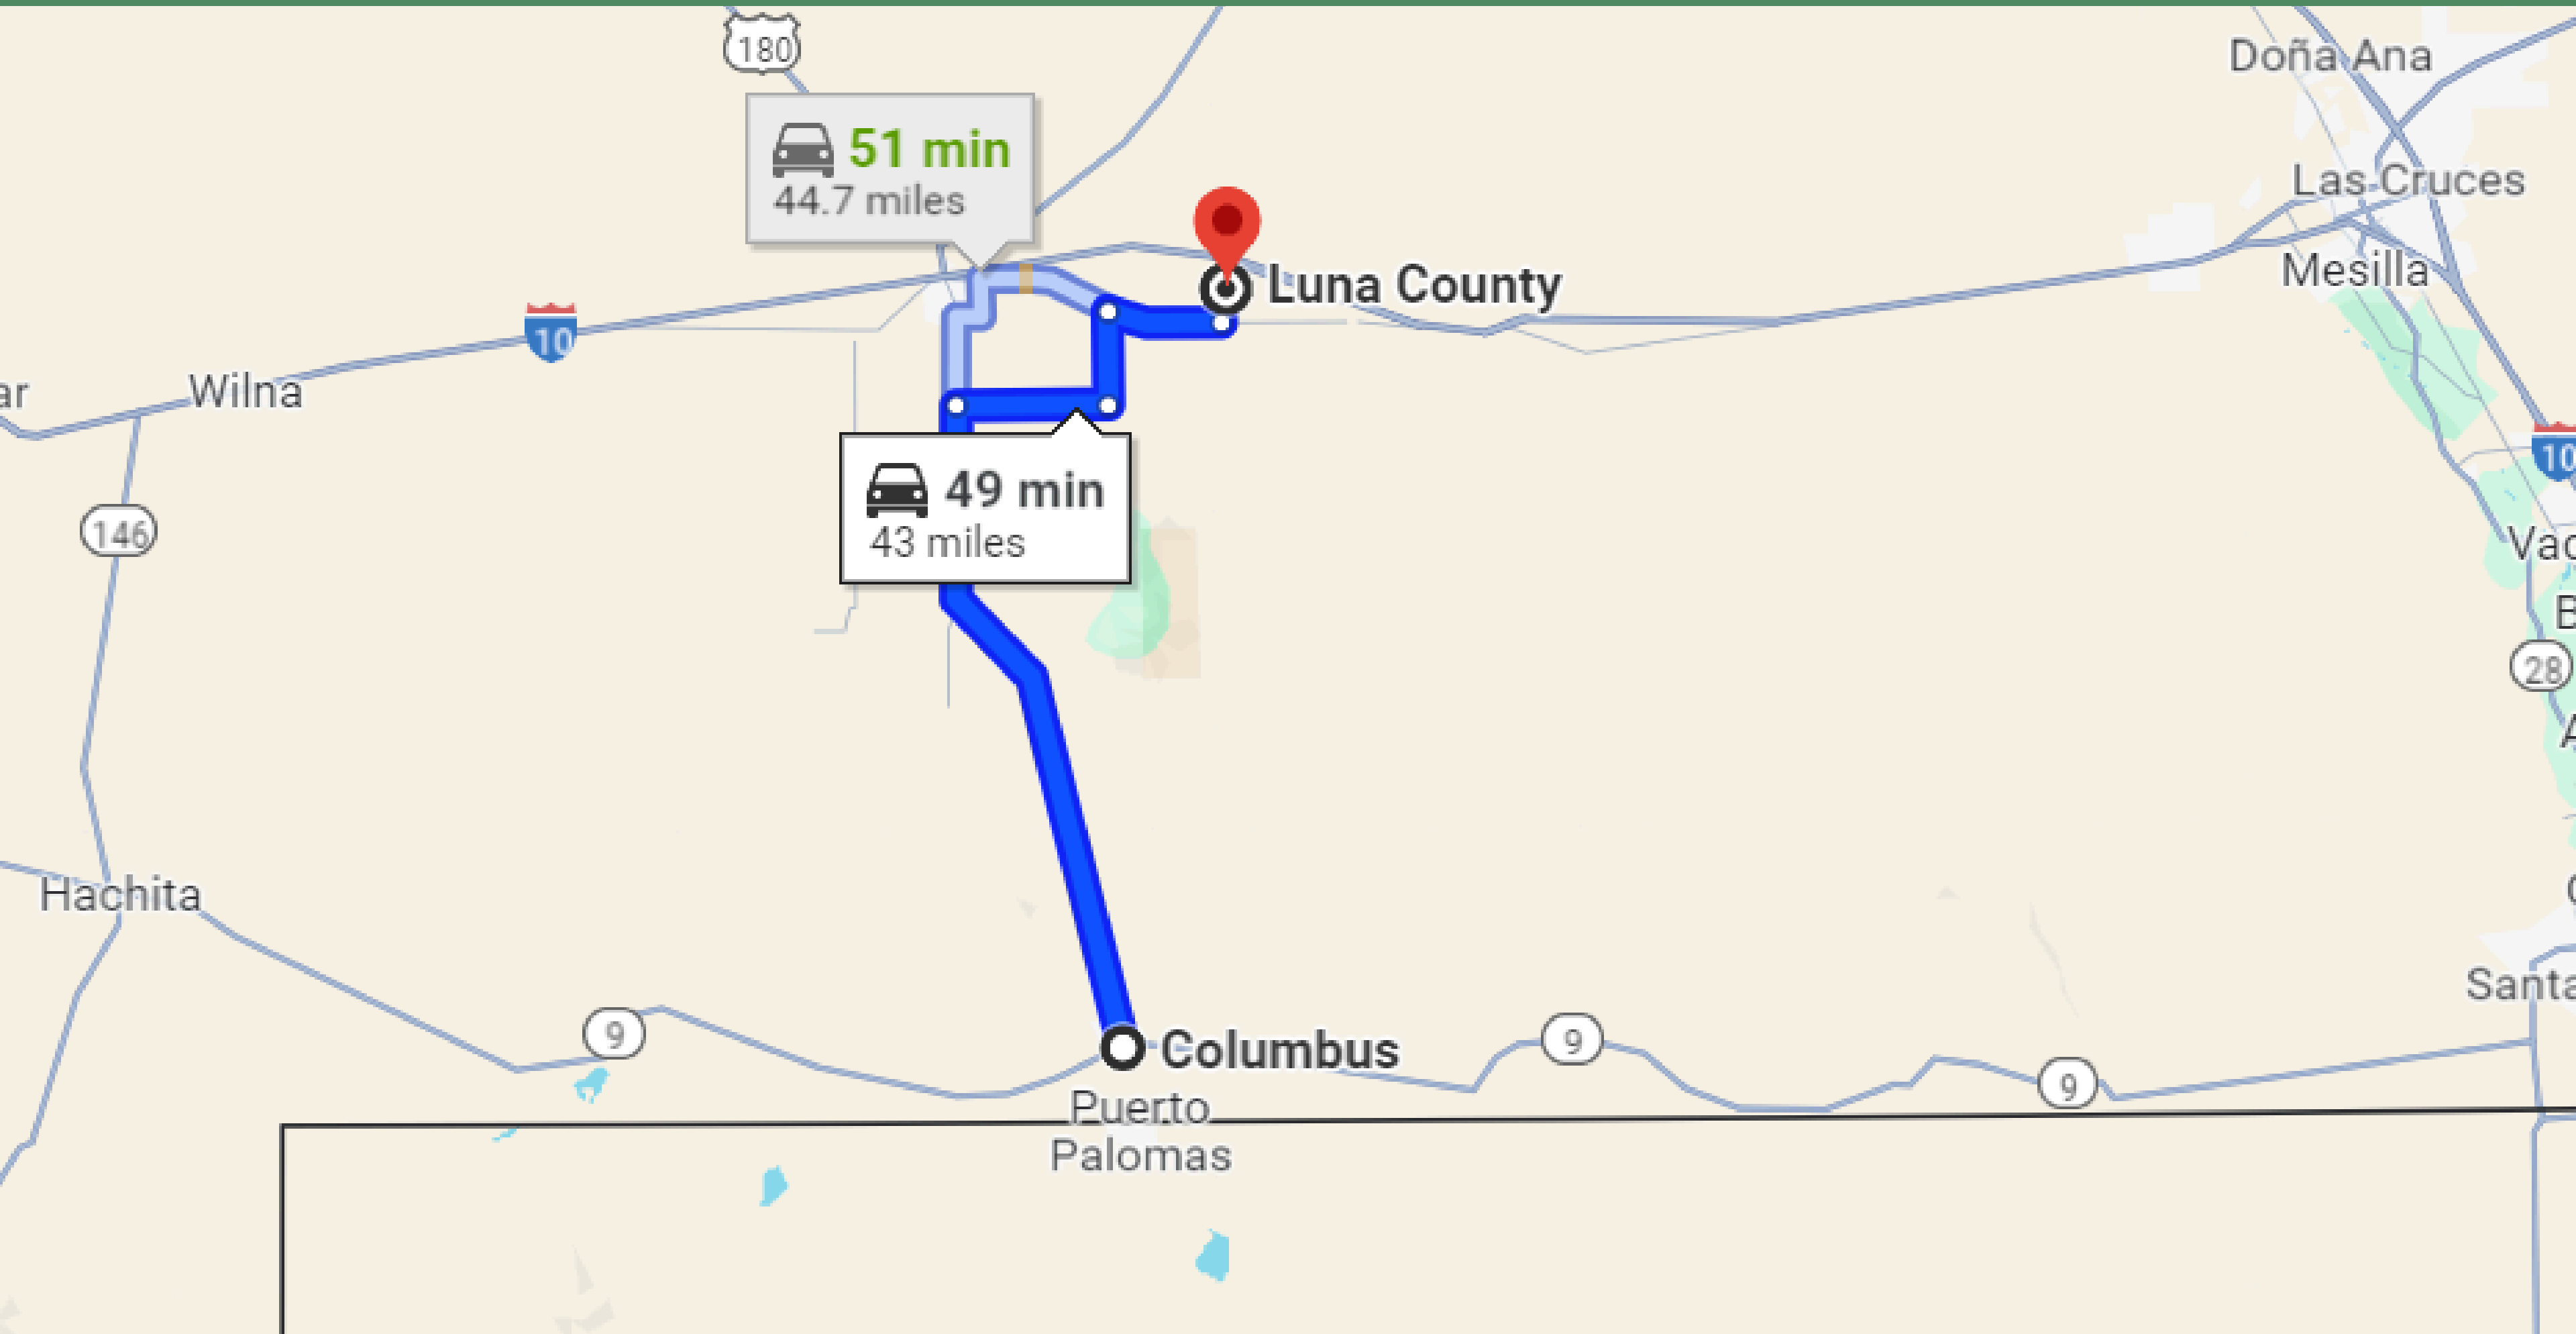 180
Doña Ana
51 min
44.7 miles
Las Cruces
Luna County
Mesilla
10
ar
Wilna
10
49 min
43 miles
146
Vad
B
28
A
Hachita
Santa
9
Columbus
9
9
Puerto
Palomas